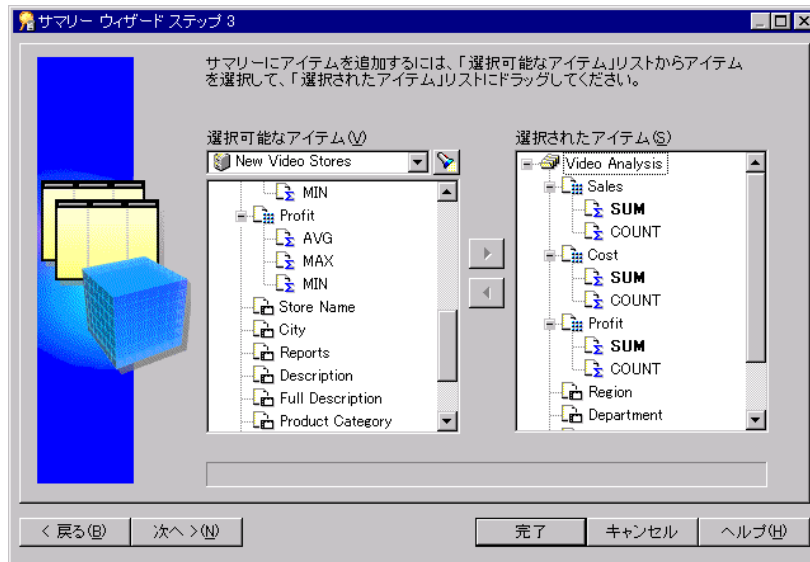 サマリー ウィザード ステップ 3
サマリーにアイテムを追加するには、「選択可能なアイテム」リストからアイテム
を選択して、「選択されたアイテム」リストにドラッグしてください。
選択可能なアイテム(V)
New Video Stores
MIN
Profit
AVG
MAX
MIN
Store Name
City
Reports
Description
Full Description
Product Category
選択されたアイテム(S)
Video Analysis
Sales
SUM
COUNT
Cost
SUM
COUNT
Profit
SUM
COUNT
Region
Department
< 戻る(B)
次へ >(N)
完了
キャンセル
ヘルプ(H)